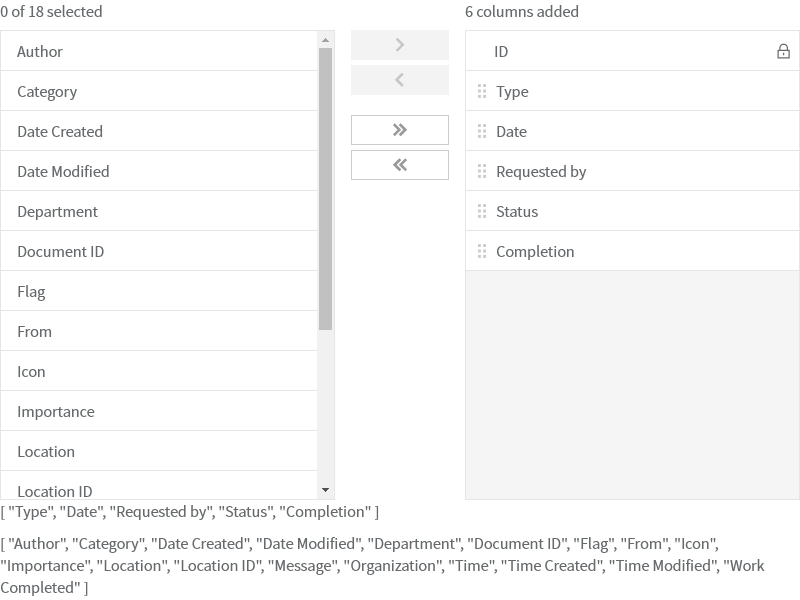 0 of 18 selected
6 columns added
Author
Category
Date Created
Date Modified
Department
Document ID
Flag
From
Icon
Importance
Location
Location ID
ID
Type
Date
Requested by
Status
Completion
[ "Type", "Date", "Requested by", "Status", "Completion" ]
[ "Author", "Category", "Date Created", "Date Modified", "Department", "Document ID", "Flag", "From", "Icon",
"Importance", "Location", "Location ID", "Message", "Organization", "Time", "Time Created", "Time Modified", "Work
Completed" ]